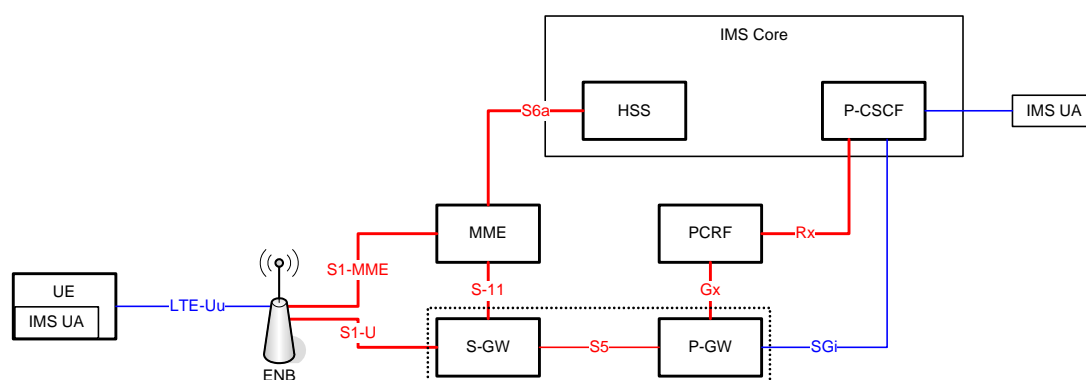 IMS Core
HSS
P-CSCF
IMS UA
S6a
MME
PCRF
Rx
S1-MME
S-11
Gx
UE
IMS UA
LTE-Uu
S1-U
S-GW
S5
P-GW
SGi
ENB